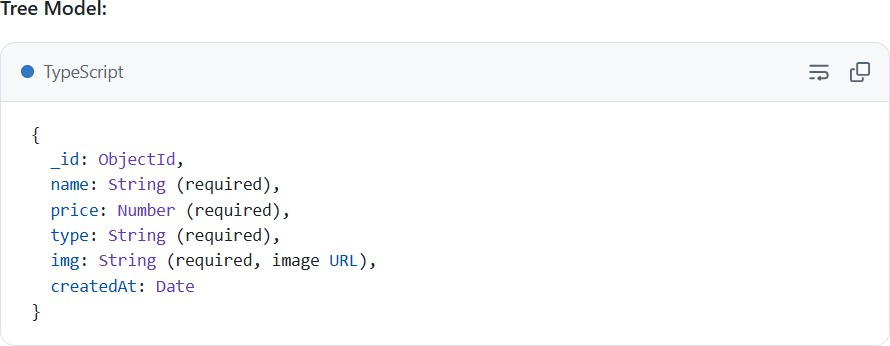 Tree Model:
TypeScript
{
_id: ObjectId,
name: String (required),
price: Number (required),
type: String (required),
img: String (required, image URL),
createdAt: Date
}